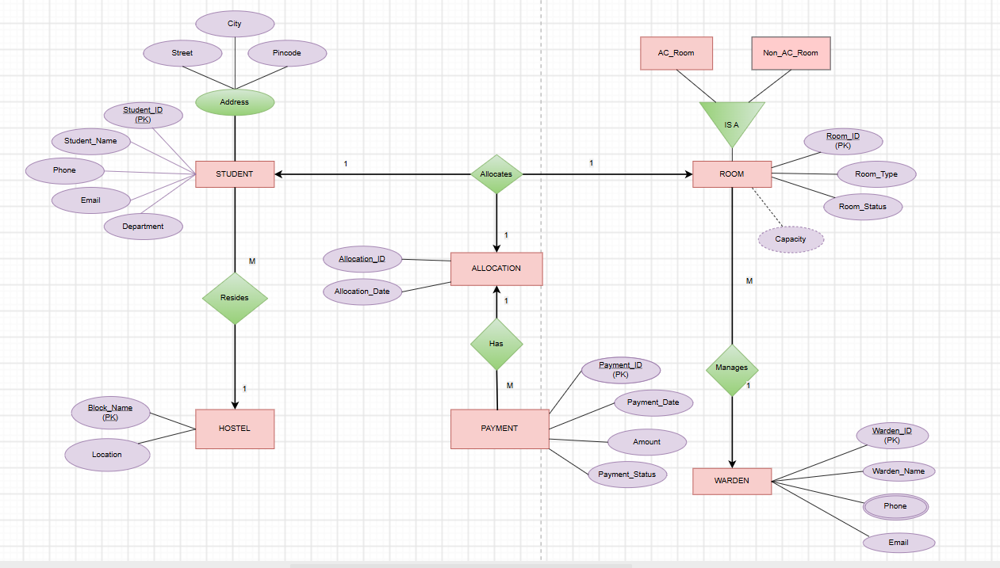 City
Street
Pincode
Address
Student_ID
(PK)
Student_Name
Phone
Email
Department
STUDENT
1
Allocates
1
AC_Room
Non_AC_Room
IS A
ROOM
Room_ID
(PK)
Room_Type
Room_Status
Capacity
1
Allocation_ID
Allocation_Date
ALLOCATION
M
Resides
1
1
Has
M
M
Manages
1
Block_Name
(PK)
Location
HOSTEL
PAYMENT
Payment_ID
(PK)
Payment_Date
Amount
Payment_Status
WARDEN
Warden_ID
(PK)
Warden_Name
Phone
Email